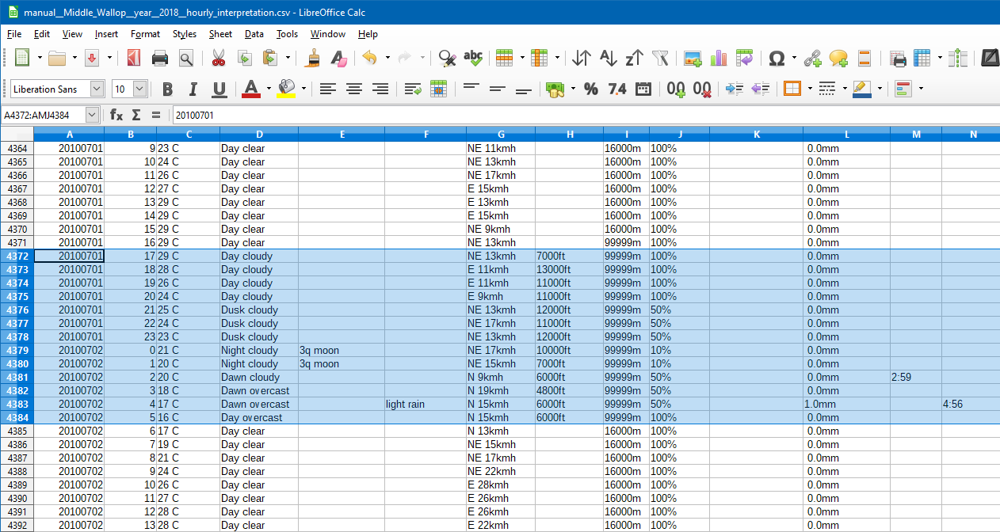 manual__Middle_Wallop__year__2018__hourly_interpretation.csv - LibreOffice Calc
File Edit View Insert Format Styles Sheet Data Tools Window Help
abc
Liberation Sans 10 B I U A % 7.4 00 00
A4372:AMJ4384 fx Σ = 20100701
A B C D E F G H I J K L M N
4364 20100701 9 23 C Day clear NE 11kmh 16000m 100% 0.0mm
4365 20100701 10 24 C Day clear NE 13kmh 16000m 100% 0.0mm
4366 20100701 11 26 C Day clear NE 17kmh 16000m 100% 0.0mm
4367 20100701 12 27 C Day clear E 15kmh 16000m 100% 0.0mm
4368 20100701 13 29 C Day clear E 13kmh 16000m 100% 0.0mm
4369 20100701 14 29 C Day clear E 15kmh 16000m 100% 0.0mm
4370 20100701 15 29 C Day clear NE 9kmh 16000m 100% 0.0mm
4371 20100701 16 29 C Day clear NE 13kmh 99999m 100% 0.0mm
4372 20100701 17 29 C Day cloudy NE 13kmh 7000ft 99999m 100% 0.0mm
4373 20100701 18 28 C Day cloudy E 11kmh 13000ft 99999m 100% 0.0mm
4374 20100701 19 26 C Day cloudy E 11kmh 11000ft 99999m 100% 0.0mm
4375 20100701 20 24 C Day cloudy E 9kmh 11000ft 99999m 100% 0.0mm
4376 20100701 21 25 C Dusk cloudy NE 13kmh 12000ft 99999m 50% 0.0mm
4377 20100701 22 24 C Dusk cloudy NE 17kmh 11000ft 99999m 50% 0.0mm
4378 20100701 23 23 C Dusk cloudy NE 13kmh 12000ft 99999m 50% 0.0mm
4379 20100702 0 21 C Night cloudy 3q moon NE 17kmh 10000ft 99999m 10% 0.0mm
4380 20100702 1 20 C Night cloudy 3q moon NE 15kmh 7000ft 99999m 10% 0.0mm
4381 20100702 2 20 C Dawn cloudy N 9kmh 6000ft 99999m 50% 0.0mm 2:59
4382 20100702 3 18 C Dawn overcast N 19kmh 4800ft 99999m 50% 0.0mm
4383 20100702 4 17 C Dawn overcast light rain N 15kmh 6000ft 99999m 50% 1.0mm 4:56
4384 20100702 5 16 C Day overcast N 15kmh 6000ft 99999m 100% 0.0mm
4385 20100702 6 17 C Day clear N 13kmh 16000m 100% 0.0mm
4386 20100702 7 19 C Day clear NE 15kmh 16000m 100% 0.0mm
4387 20100702 8 21 C Day clear NE 17kmh 16000m 100% 0.0mm
4388 20100702 9 24 C Day clear NE 22kmh 16000m 100% 0.0mm
4389 20100702 10 26 C Day clear E 28kmh 16000m 100% 0.0mm
4390 20100702 11 27 C Day clear E 26kmh 16000m 100% 0.0mm
4391 20100702 12 28 C Day clear E 26kmh 16000m 100% 0.0mm
4392 20100702 13 28 C Day clear E 22kmh 16000m 100% 0.0mm